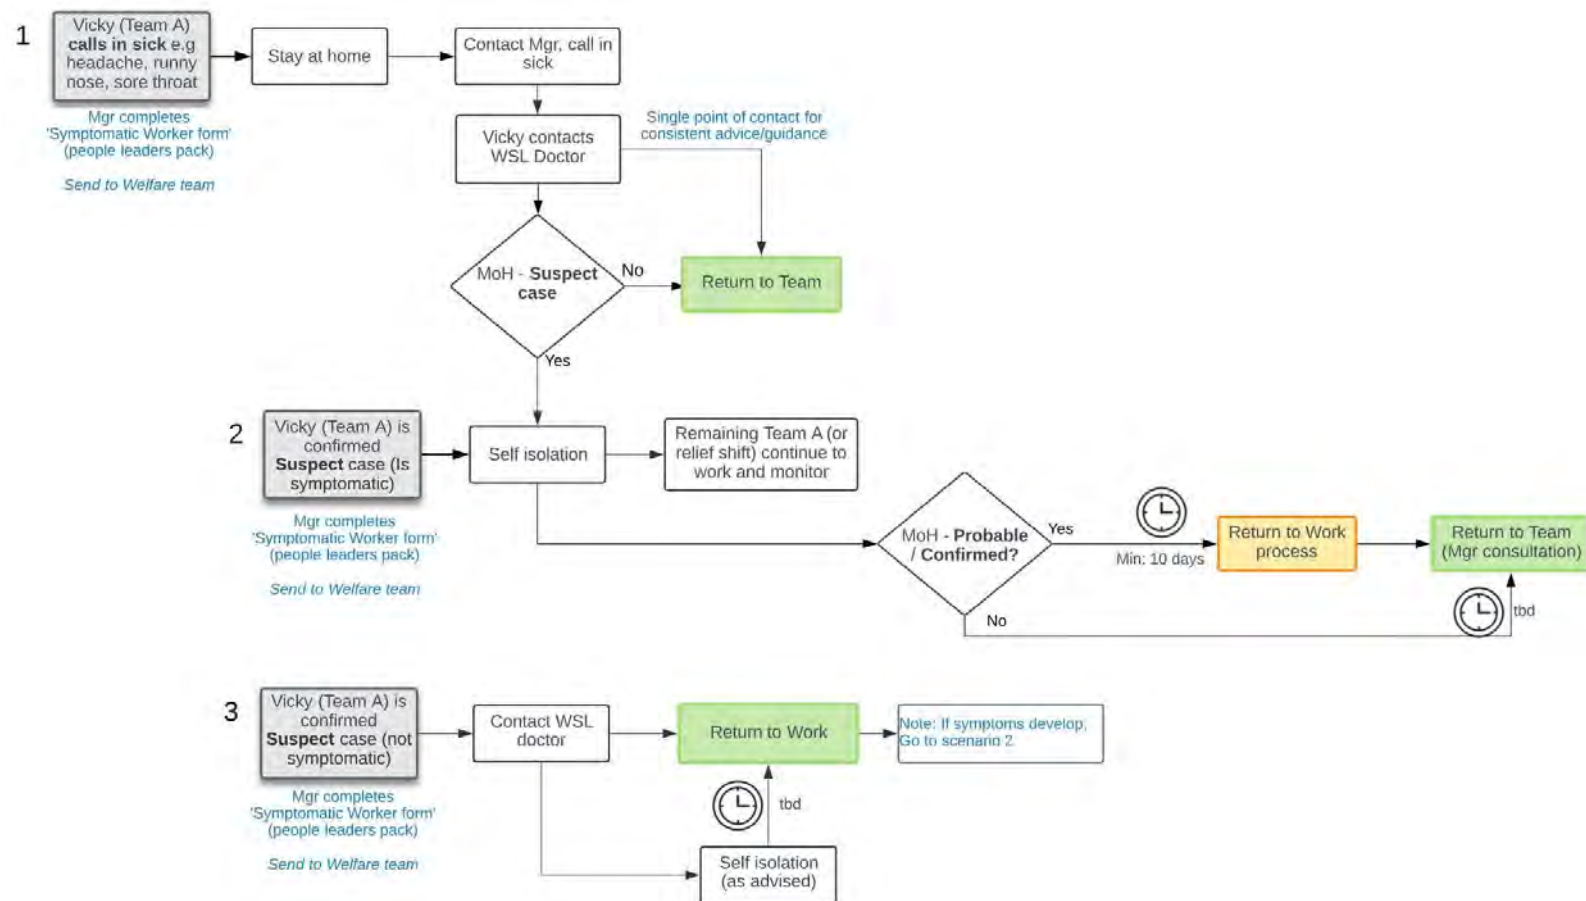 1
Vicky (Team A)
calls in sick e.g
headache, runny
nose, sore throat
Stay at home
Contact Mgr, call in
sick
Mgr completes
'Symptomatic Worker form'
(people leaders pack)
Send to Welfare team
Vicky contacts
WSL Doctor
Single point of contact for
consistent advice/guidance
MoH - Suspect
case
No
Return to Team
Yes
2
Vicky (Team A) is
confirmed
Suspect case (Is
symptomatic)
Self isolation
Remaining Team A (or
relief shift) continue to
work and monitor
Mgr completes
'Symptomatic Worker form'
(people leaders pack)
Send to Welfare team
MoH - Probable
/ Confirmed?
Yes
Min: 10 days
Return to Work
process
Return to Team
(Mgr consultation)
No
tbd
3
Vicky (Team A) is
confirmed
Suspect case (not
symptomatic)
Contact WSL
doctor
Return to Work
Note: If symptoms develop,
Go to scenario 2
Mgr completes
'Symptomatic Worker form'
(people leaders pack)
Send to Welfare team
tbd
Self isolation
(as advised)